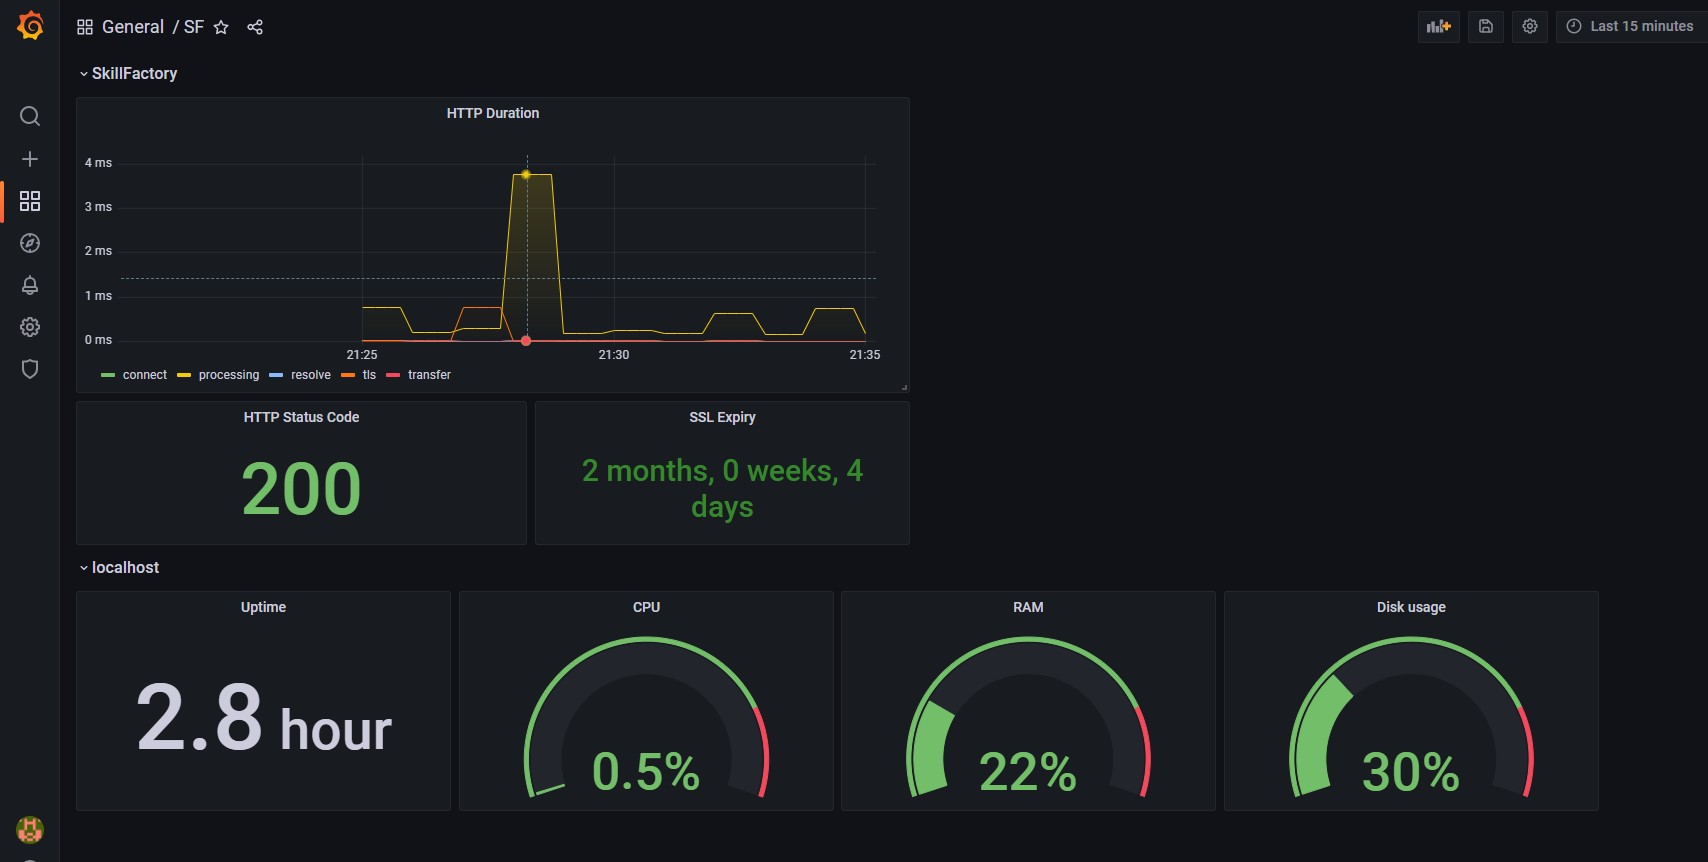 General / SF
Last 15 minutes
SkillFactory
HTTP Duration
4 ms
3 ms
2 ms
1 ms
0 ms
21:25 21:30 21:35
connect processing resolve tls transfer
HTTP Status Code
200
SSL Expiry
2 months, 0 weeks, 4
days
localhost
Uptime
2.8 hour
CPU
0.5%
RAM
22%
Disk usage
30%